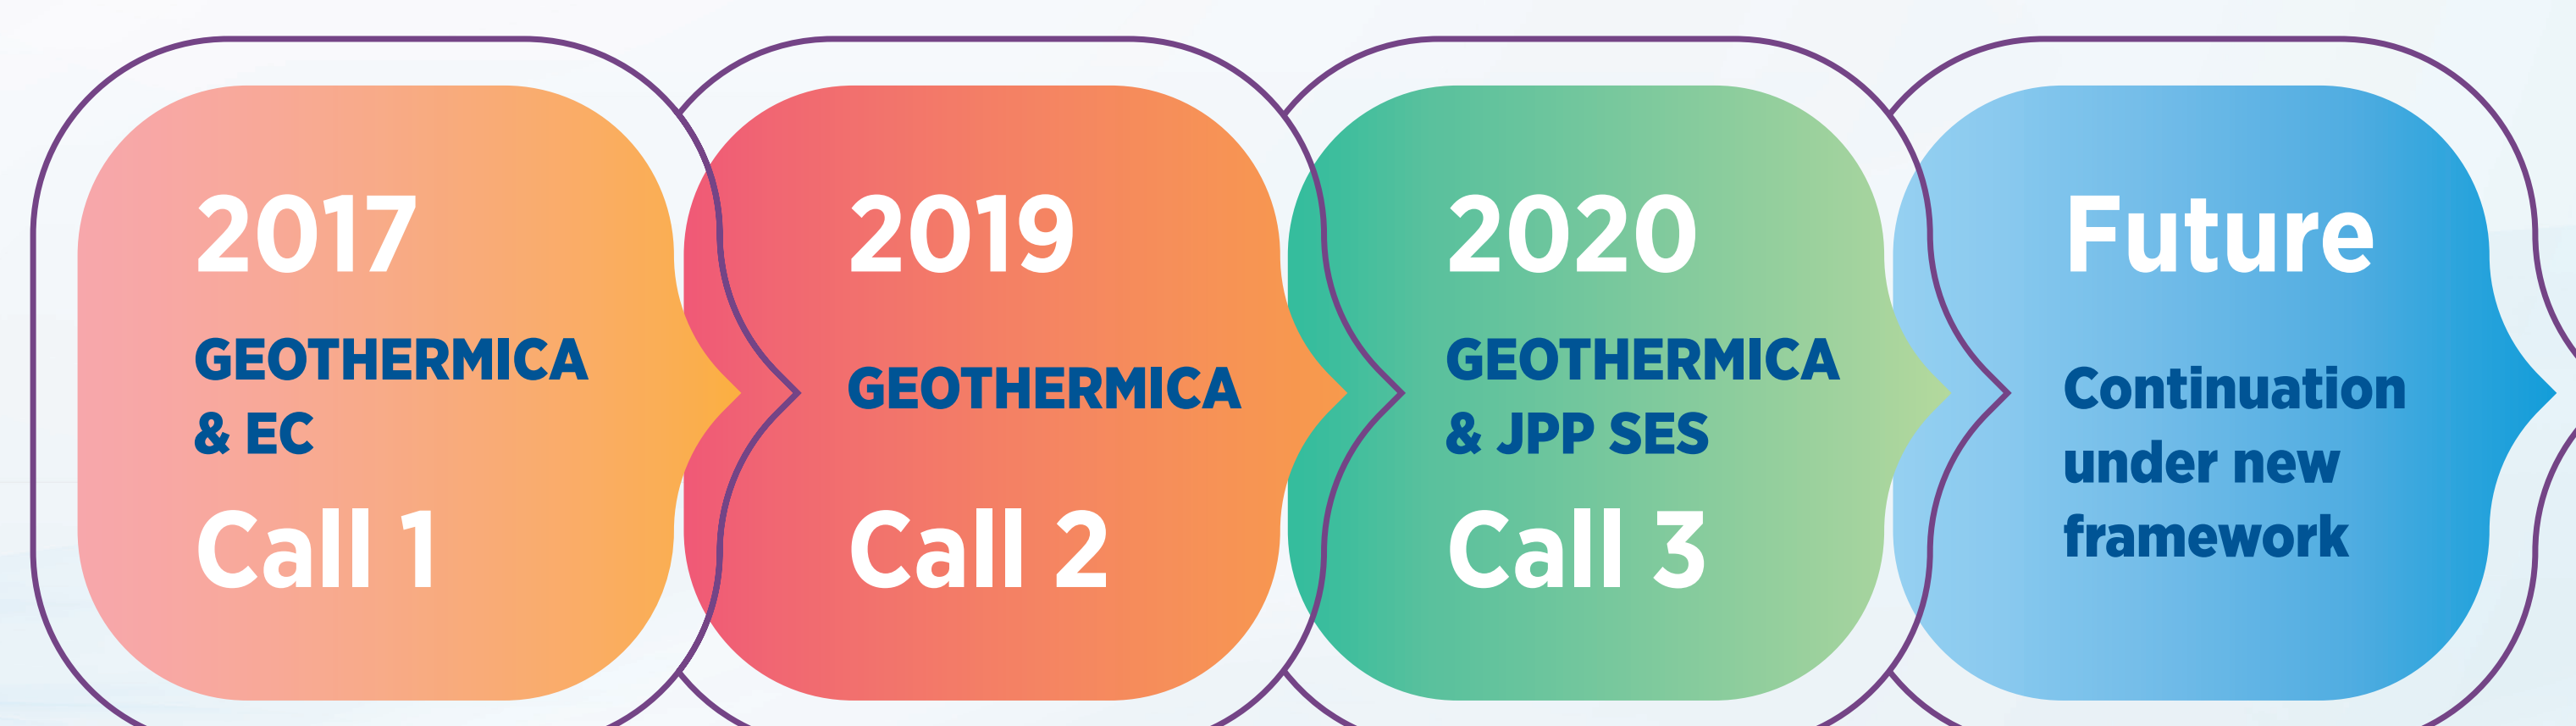 2017
GEOTHERMICA
& EC
Call 1
2019
GEOTHERMICA
Call 2
2020
GEOTHERMICA
& JPP SES
Call 3
Future
Continuation
under new
framework